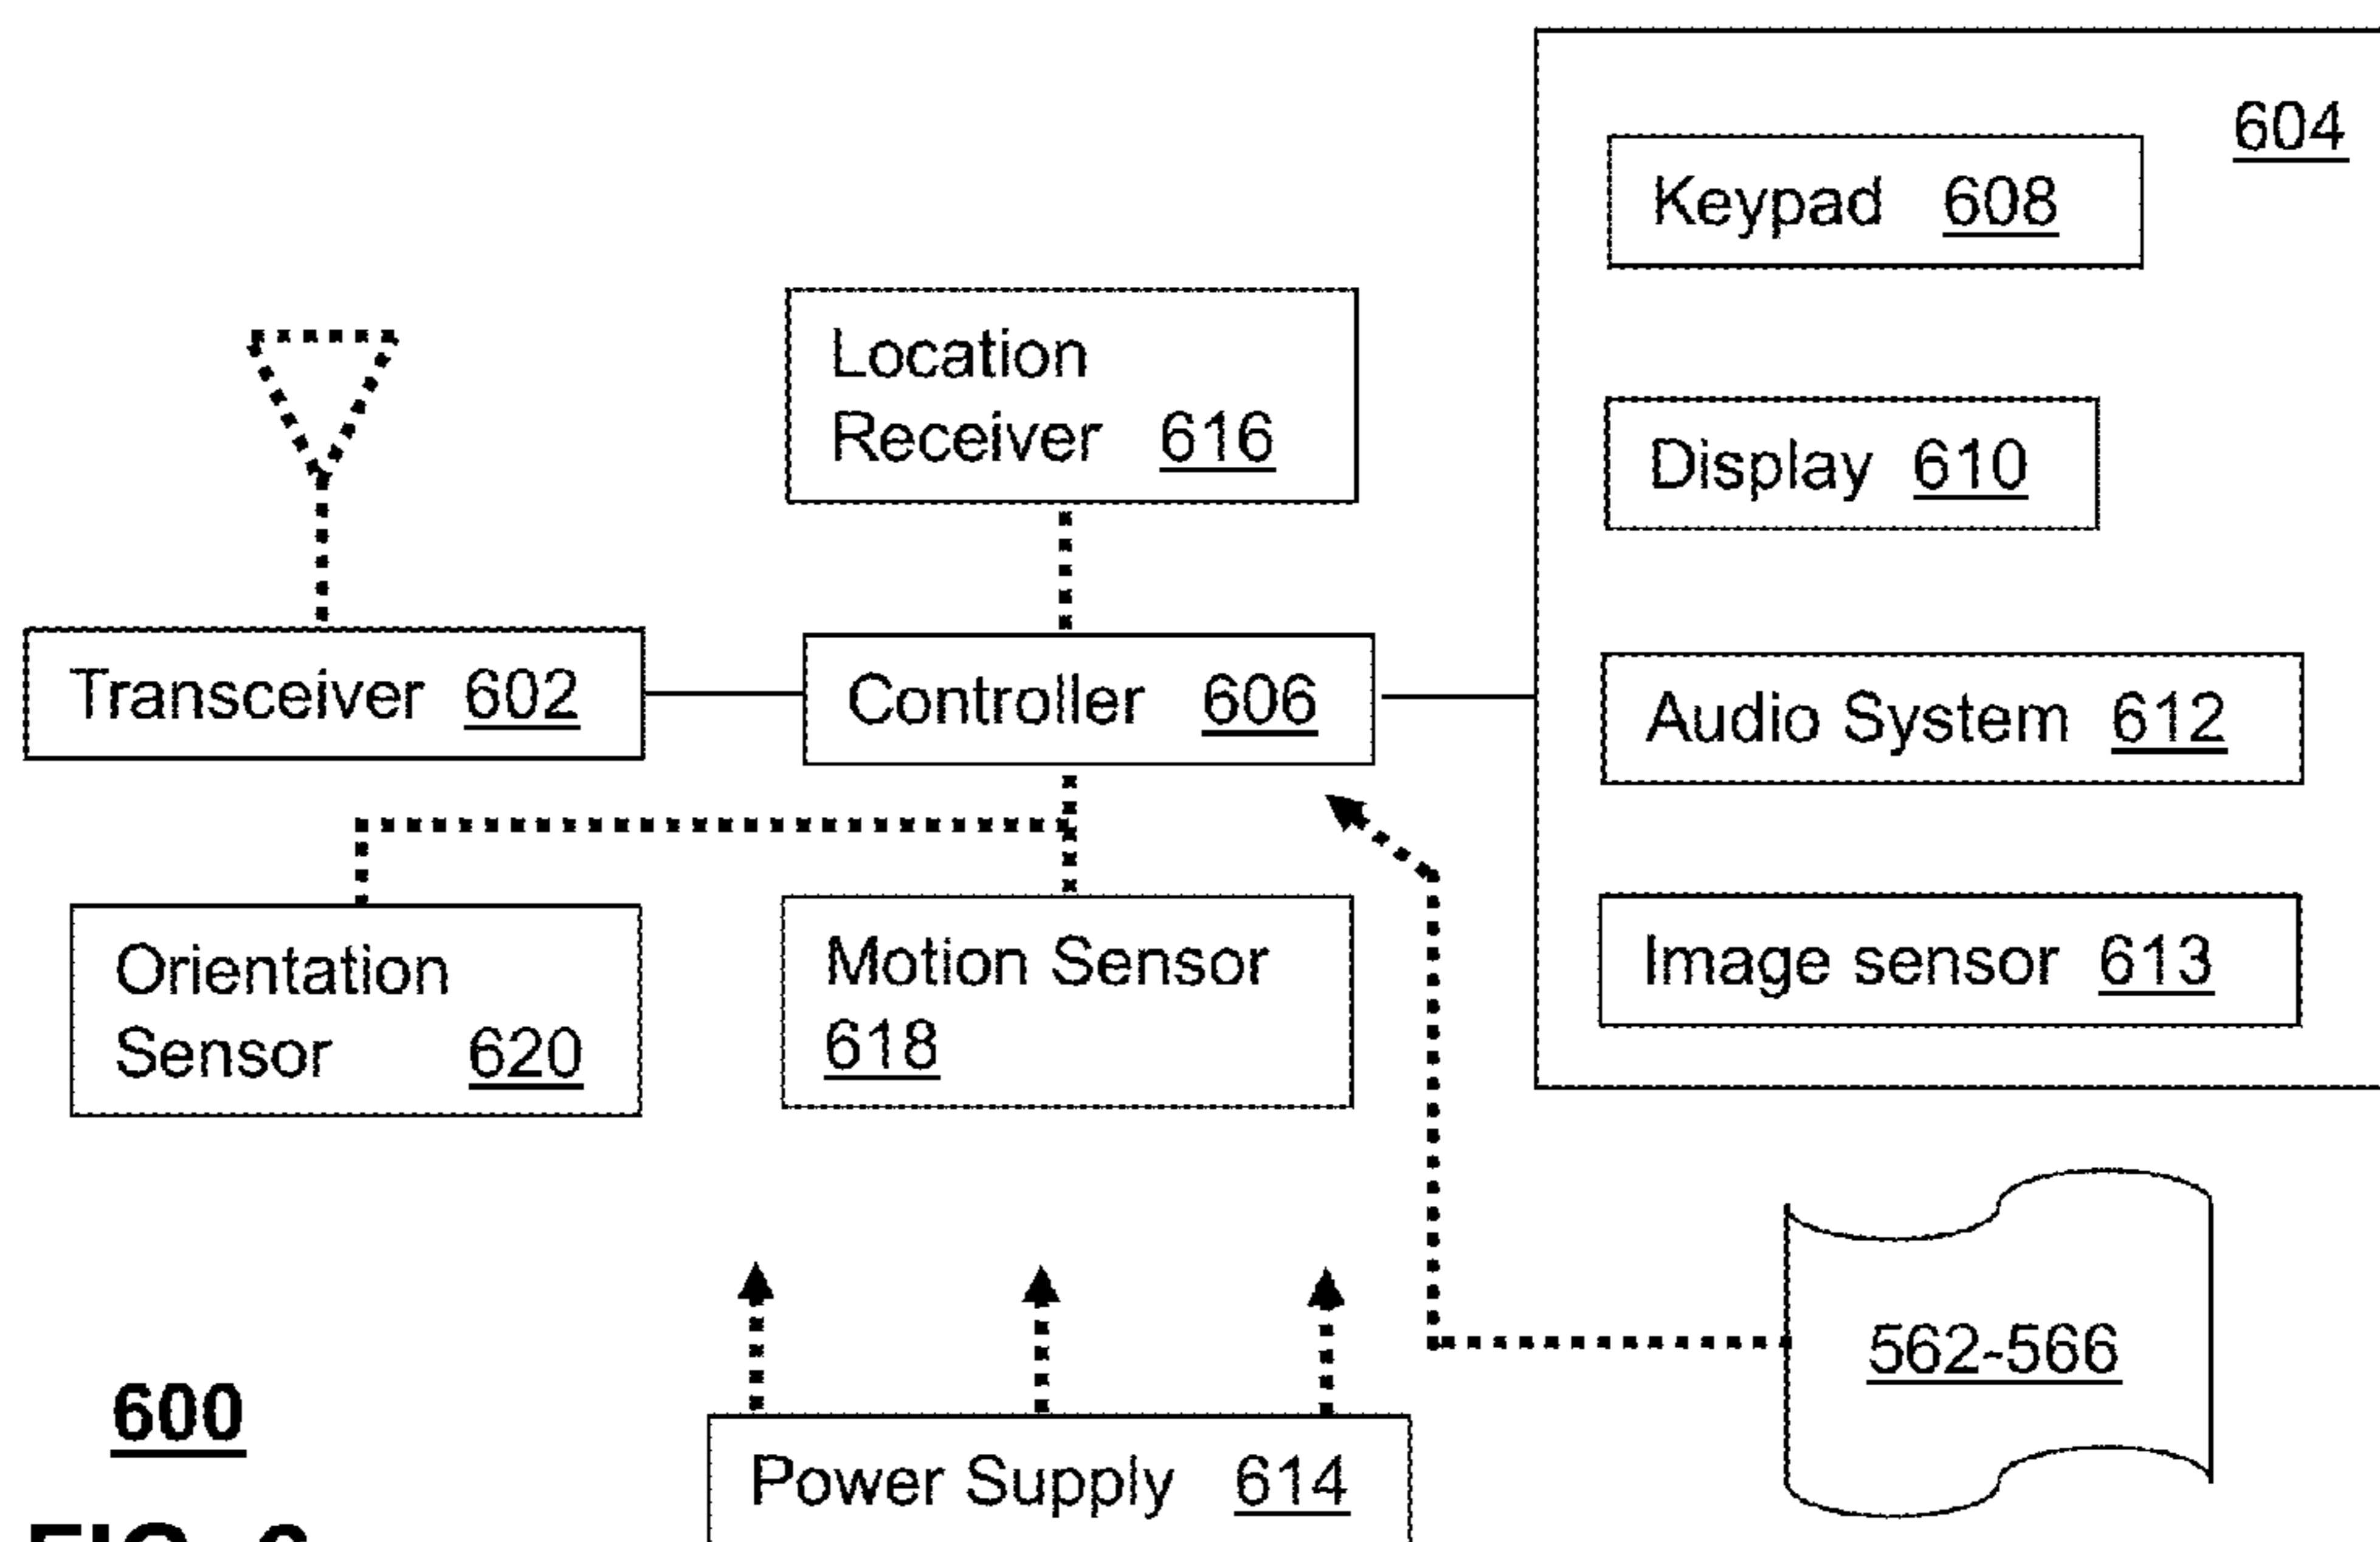 604
Keypad 608
Location
Receiver 616
Display 610
Transceiver 602
Controller 606
Audio System 612
Orientation
Sensor 620
Motion Sensor
618
Image sensor 613
562-566
600
Power Supply 614